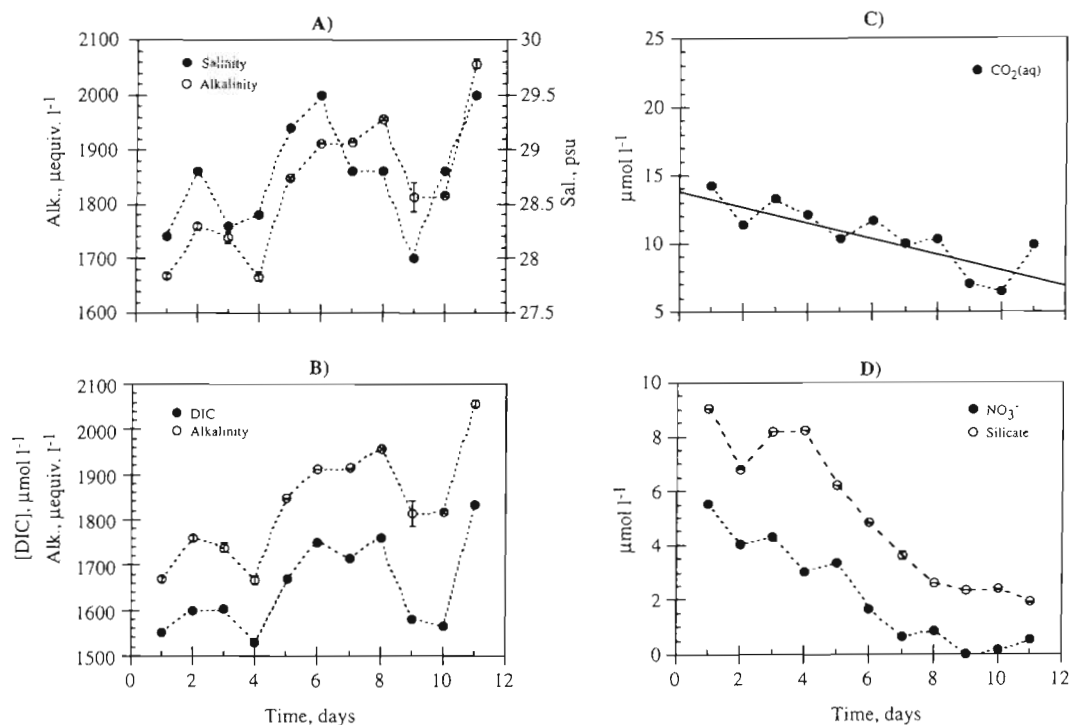 A)
2100
2000
1900
1800
1700
1600
Alk., μequiv. l⁻¹
Salinity
Alkalinity
30
29.5
29
28.5
28
27.5
Sal., psu
C)
25
20
15
10
5
μmol l⁻¹
CO₂(aq)
B)
2100
2000
1900
1800
1700
1600
1500
[DIC], μmol l⁻¹
Alk., μequiv. l⁻¹
DIC
Alkalinity
0 2 4 6 8 10 12
Time, days
D)
10
8
6
4
2
0
μmol l⁻¹
NO₃⁻
Silicate
0 2 4 6 8 10 12
Time, days